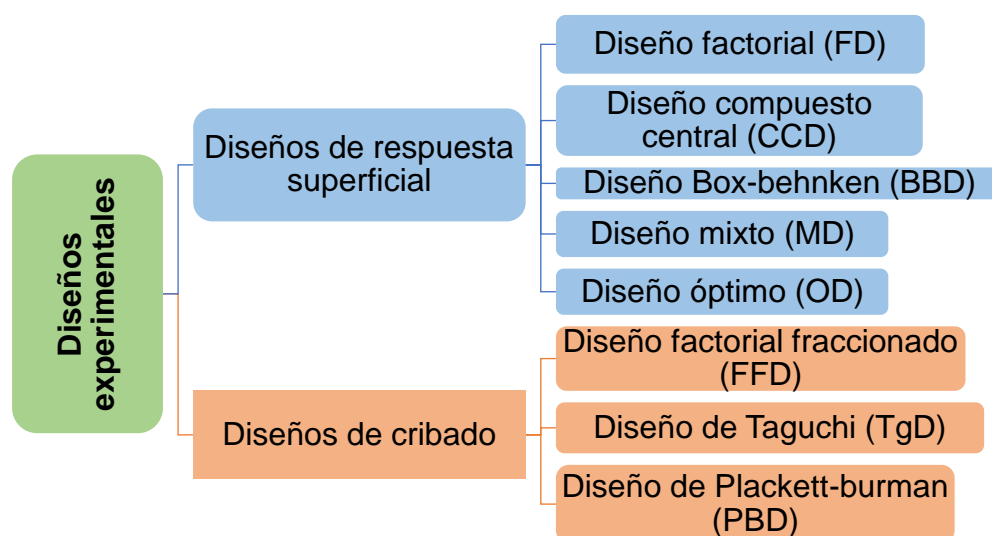 Diseños
experimentales
Diseños de respuesta
superficial
Diseño factorial (FD)
Diseño compuesto
central (CCD)
Diseño Box-behnken (BBD)
Diseño mixto (MD)
Diseño óptimo (OD)
Diseños de cribado
Diseño factorial fraccionado
(FFD)
Diseño de Taguchi (TgD)
Diseño de Plackett-burman
(PBD)